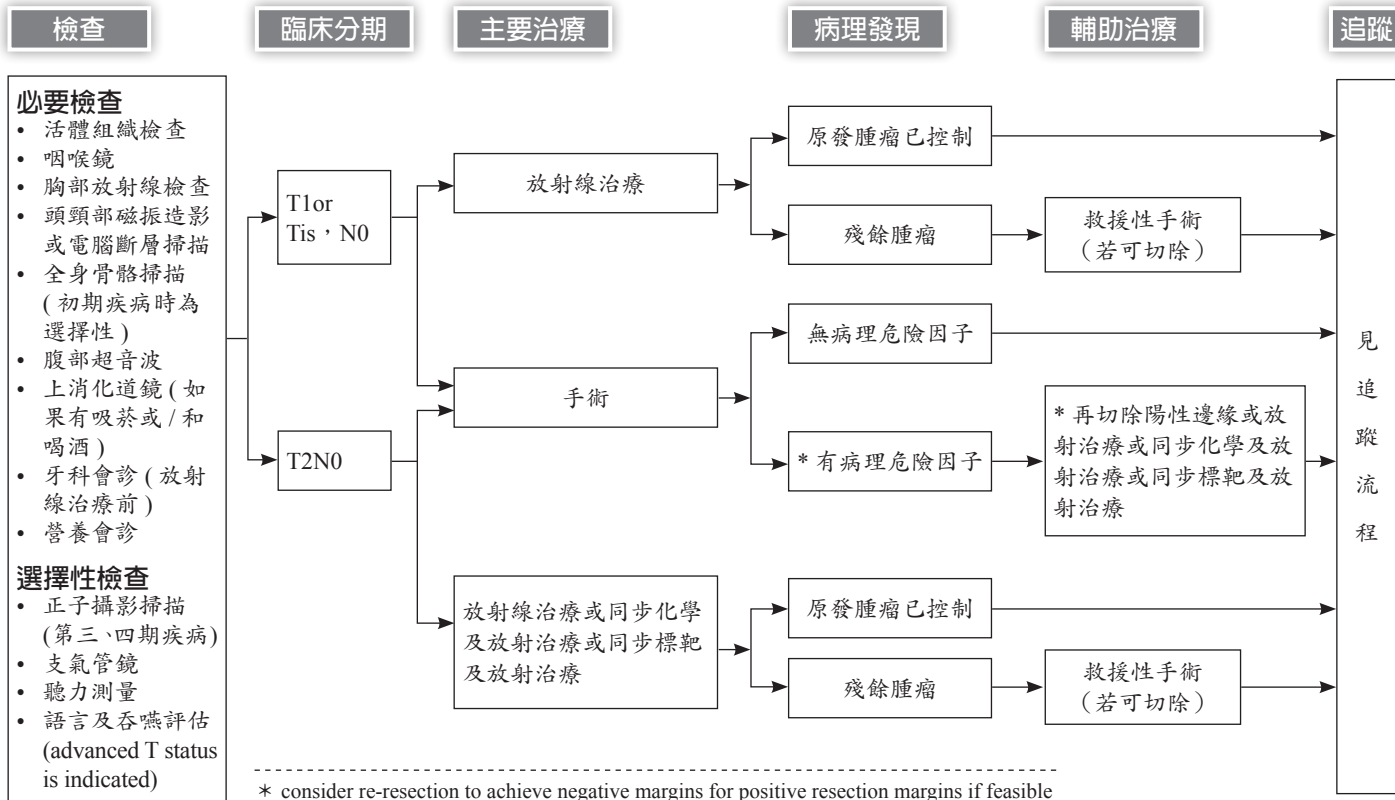 檢查
臨床分期
主要治療
病理發現
輔助治療
追蹤
必要檢查
• 活體組織檢查
• 咽喉鏡
• 胸部放射線檢查
• 頭頸部磁振造影
或電腦斷層掃描
• 全身骨骼掃描
( 初期疾病時為
選擇性 )
• 腹部超音波
• 上消化道鏡 ( 如
果有吸菸或 / 和
喝酒 )
• 牙科會診 ( 放射
線治療前 )
• 營養會診
選擇性檢查
• 正子攝影掃描
(第三、四期疾病)
• 支氣管鏡
• 聽力測量
• 語言及吞嚥評估
(advanced T status
is indicated)
T1or
Tis，N0
T2N0
放射線治療
手術
放射線治療或同步化學
及放射治療或同步標靶
及放射治療
原發腫瘤已控制
殘餘腫瘤
救援性手術
（若可切除）
無病理危險因子
* 有病理危險因子
* 再切除陽性邊緣或放
射治療或同步化學及放
射治療或同步標靶及放
射治療
原發腫瘤已控制
殘餘腫瘤
救援性手術
（若可切除）
見
追
蹤
流
程
＊ consider re-resection to achieve negative margins for positive resection margins if feasible